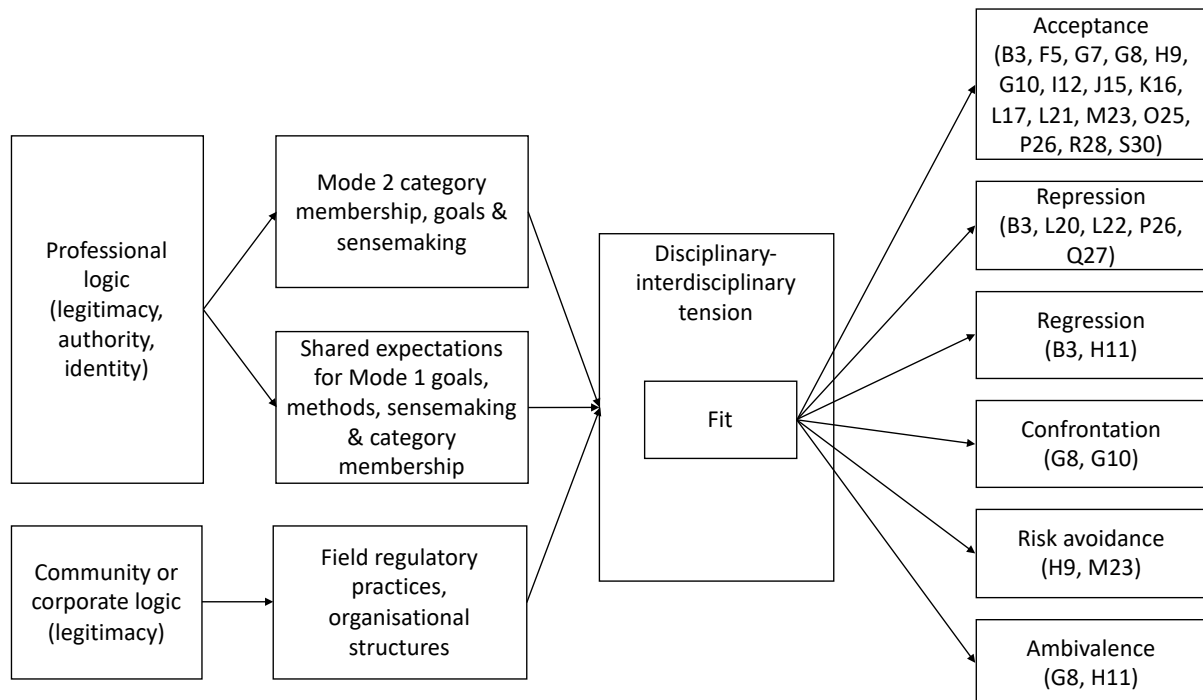 Professional
logic
(legitimacy,
authority,
identity)
Community or
corporate logic
(legitimacy)
Mode 2 category
membership, goals &
sensemaking
Shared expectations
for Mode 1 goals,
methods, sensemaking
& category
membership
Field regulatory
practices,
organisational
structures
Disciplinary-
interdisciplinary
tension
Fit
Acceptance
(B3, F5, G7, G8, H9,
G10, I12, J15, K16,
L17, L21, M23, O25,
P26, R28, S30)
Repression
(B3, L20, L22, P26,
Q27)
Regression
(B3, H11)
Confrontation
(G8, G10)
Risk avoidance
(H9, M23)
Ambivalence
(G8, H11)